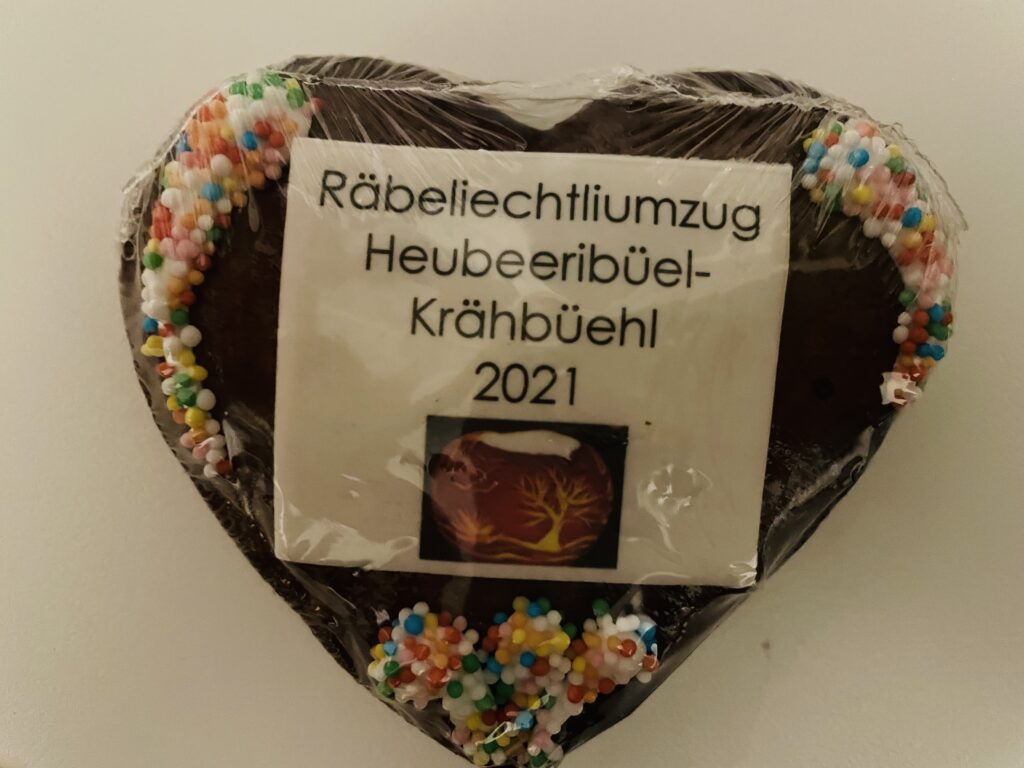 Räbeliechtliumzug
Heubeeribüel-
Krähbüehl
2021